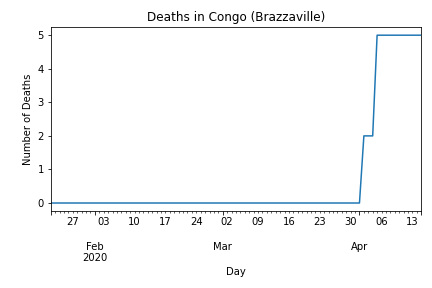 Deaths in Congo (Brazzaville)
5
4
3
2
1
0
Number of Deaths
27 03 10 17 24 02 09 16 23 30 06 13
Feb Mar Apr
2020
Day